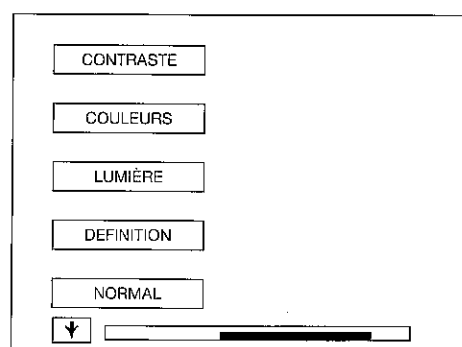 CONTRASTE
COULEURS
LUMIÈRE
DEFINITION
NORMAL